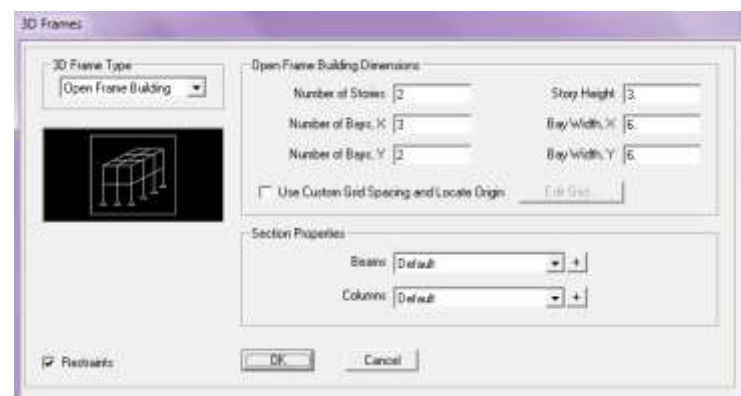 3D Frames
3D Frame Type
Open Frame Building
Open Frame Building Dimensions
Number of Stories 2 Story Height 3.
Number of Bays, X 3 Bay Width, X 6.
Number of Bays, Y 2 Bay Width, Y 6.
Use Custom Grid Spacing and Locate Origin Edit Grid...
Section Properties
Beams Default +
Columns Default +
Restraints OK Cancel